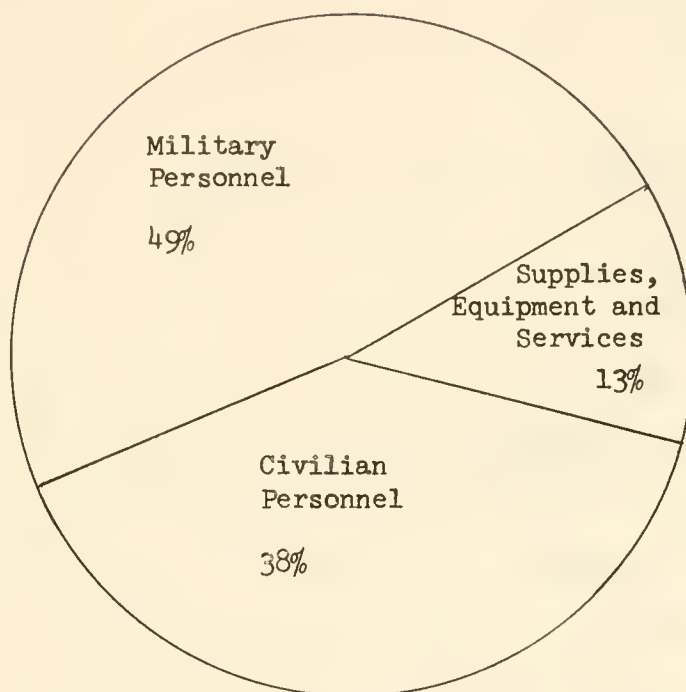 Military
Personnel
49%
Supplies,
Equipment and
Services
13%
Civilian
Personnel
38%